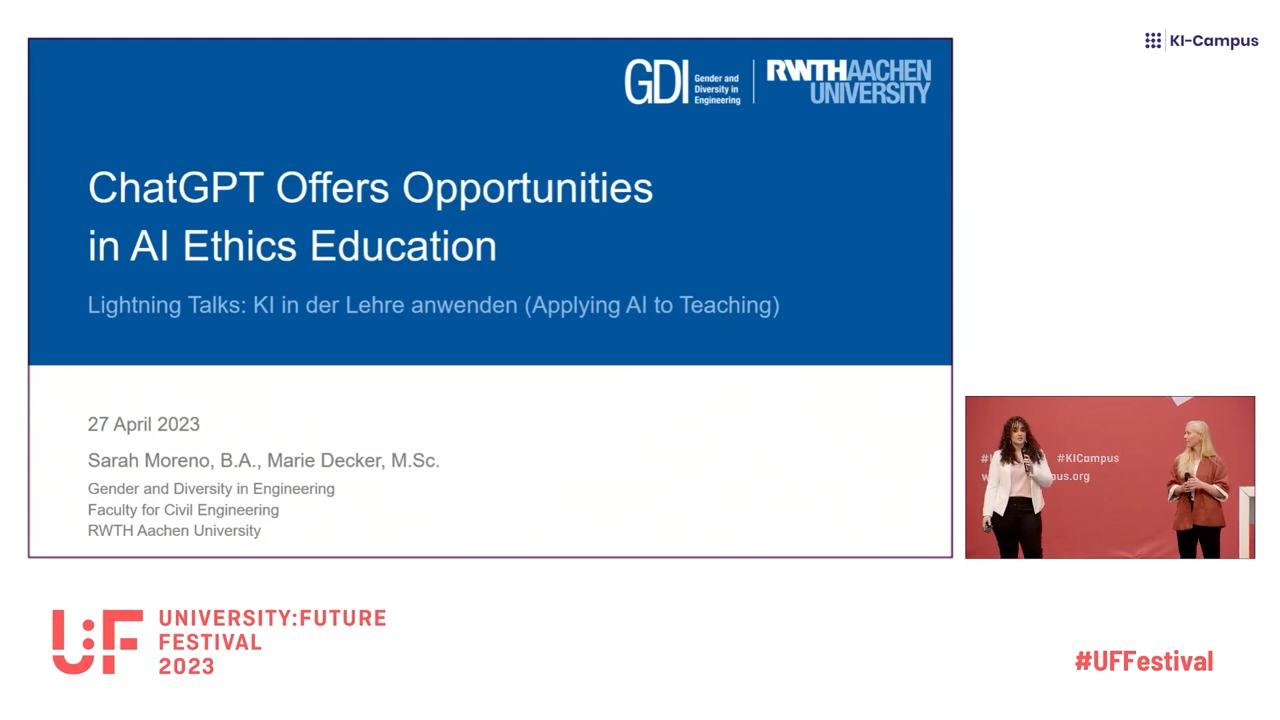 KI-Campus
GDI Gender and
Diversity in
Engineering
RWTHAACHEN
UNIVERSITY
ChatGPT Offers Opportunities
in AI Ethics Education
Lightning Talks: KI in der Lehre anwenden (Applying AI to Teaching)
27 April 2023
Sarah Moreno, B.A., Marie Decker, M.Sc.
Gender and Diversity in Engineering
Faculty for Civil Engineering
RWTH Aachen University
#KICampus
U:F
UNIVERSITY:FUTURE
FESTIVAL
2023
#UFFestival